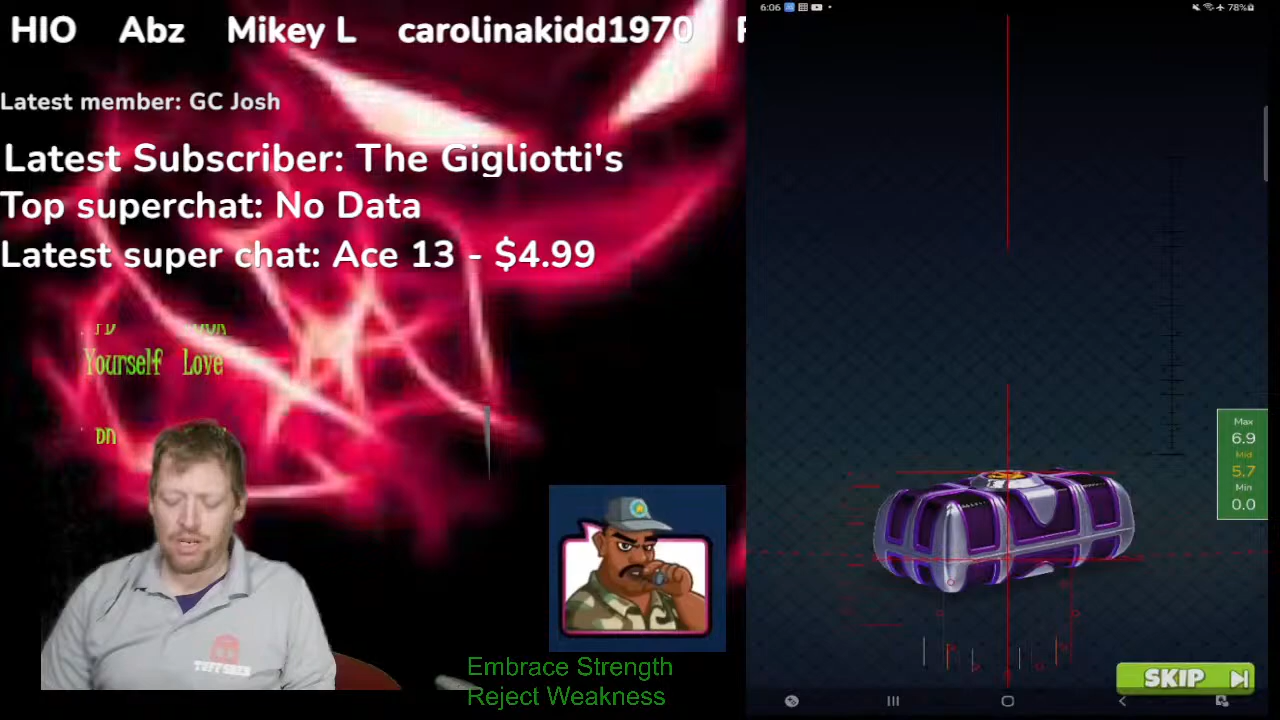 HIO Abz Mikey L carolinakidd1970
Latest member: GC Josh
Latest Subscriber: The Gigliotti's
Top superchat: No Data
Latest super chat: Ace 13 - $4.99
Yourself Love
Embrace Strength
Reject Weakness
6:06
78%
Max
6.9
Mid
5.7
Min
0.0
SKIP